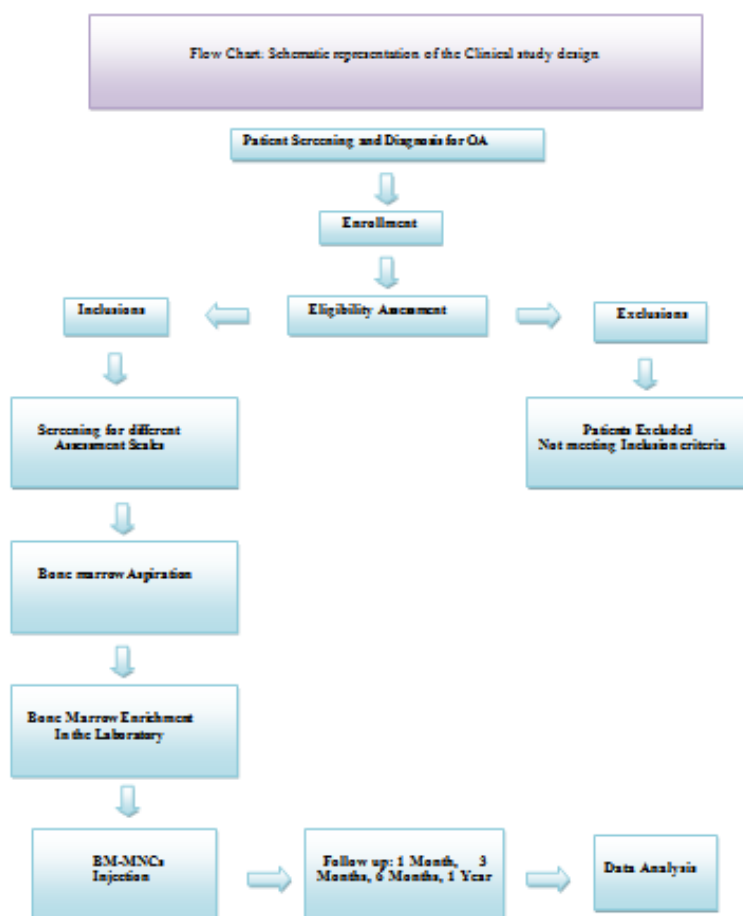 Flow Chart: Schematic representation of the Clinical study design
Patient Screening and Diagnosis for OA
Enrollment
Inclusions
Eligibility Assessment
Exclusions
Screening for different
Assessment Scales
Patients Excluded
Not meeting Inclusion criteria
Bone marrow Aspiration
Bone Marrow Enrichment
In the Laboratory
BM-MNCs
Injection
Follow up: 1 Month, 3
Months, 6 Months, 1 Year
Data Analysis